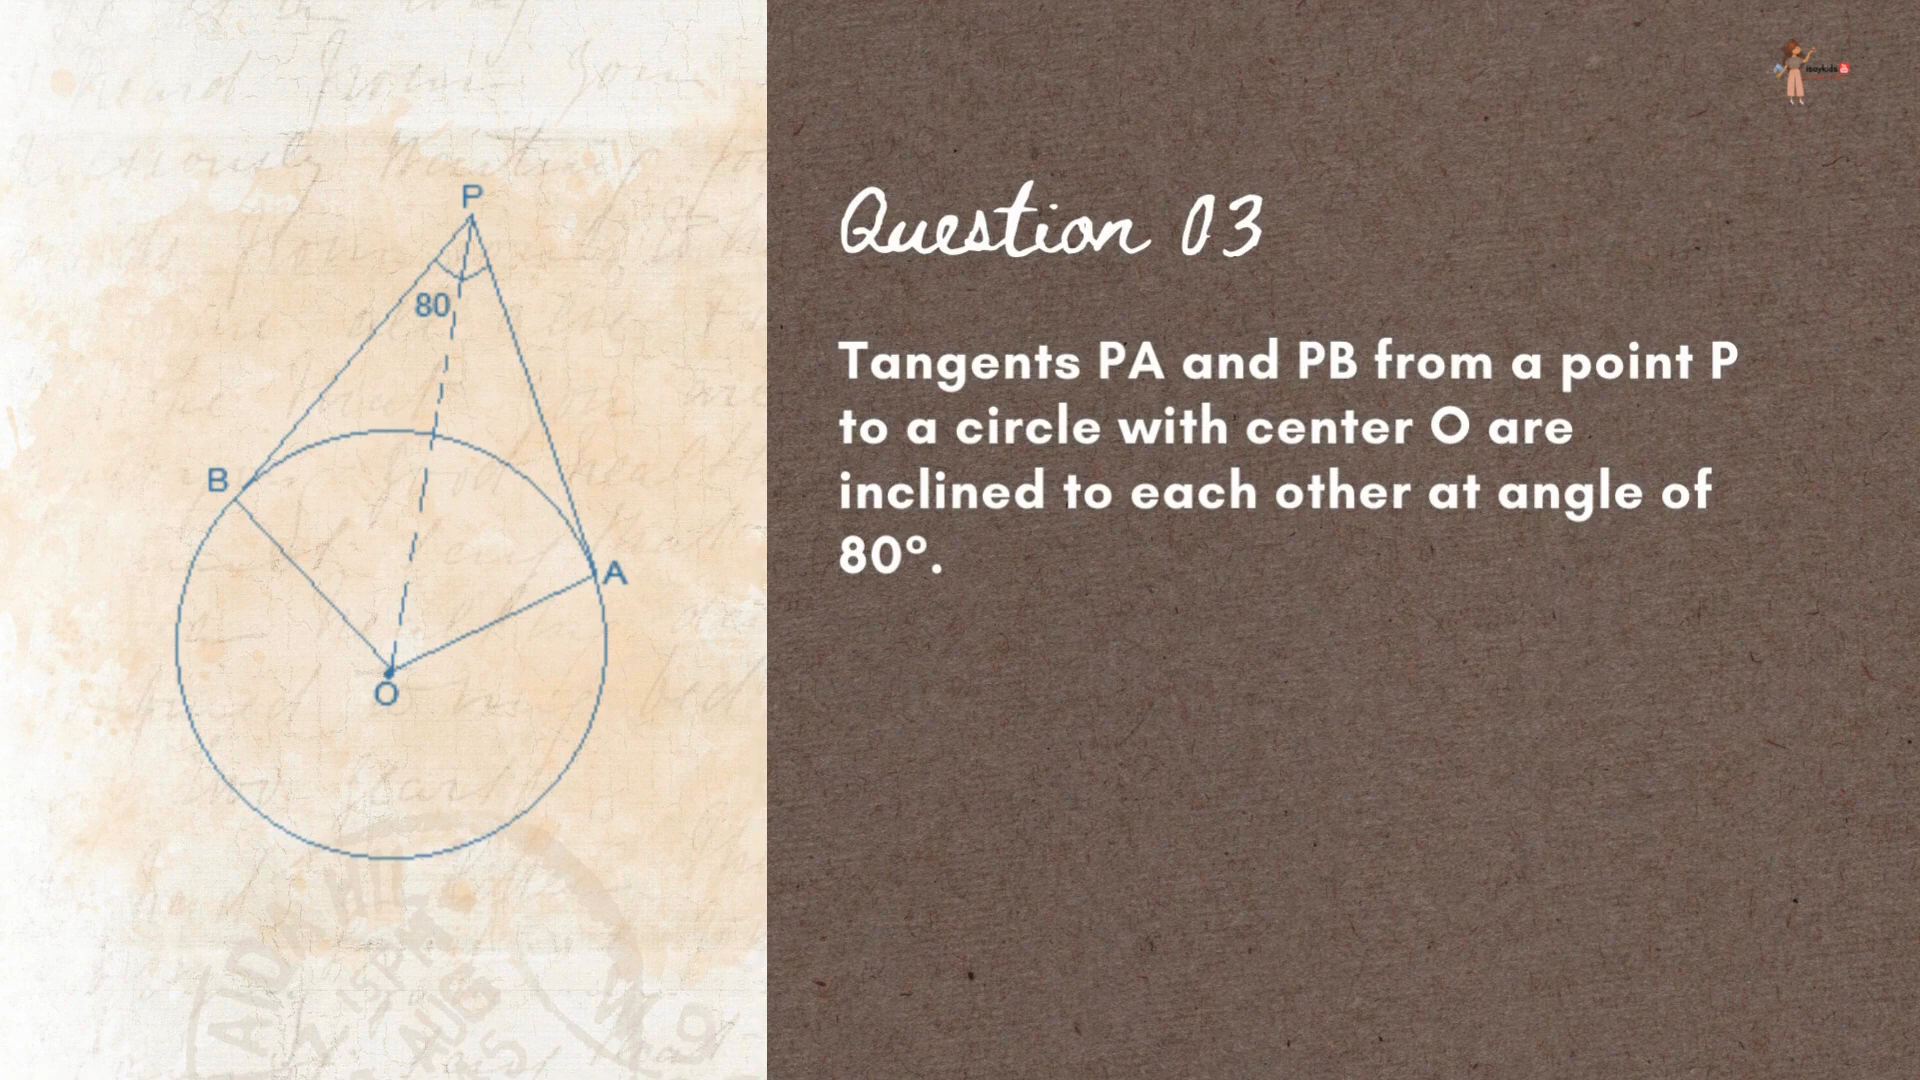 P
80
B
A
O
Question 03
Tangents PA and PB from a point P
to a circle with center O are
inclined to each other at angle of
80°.